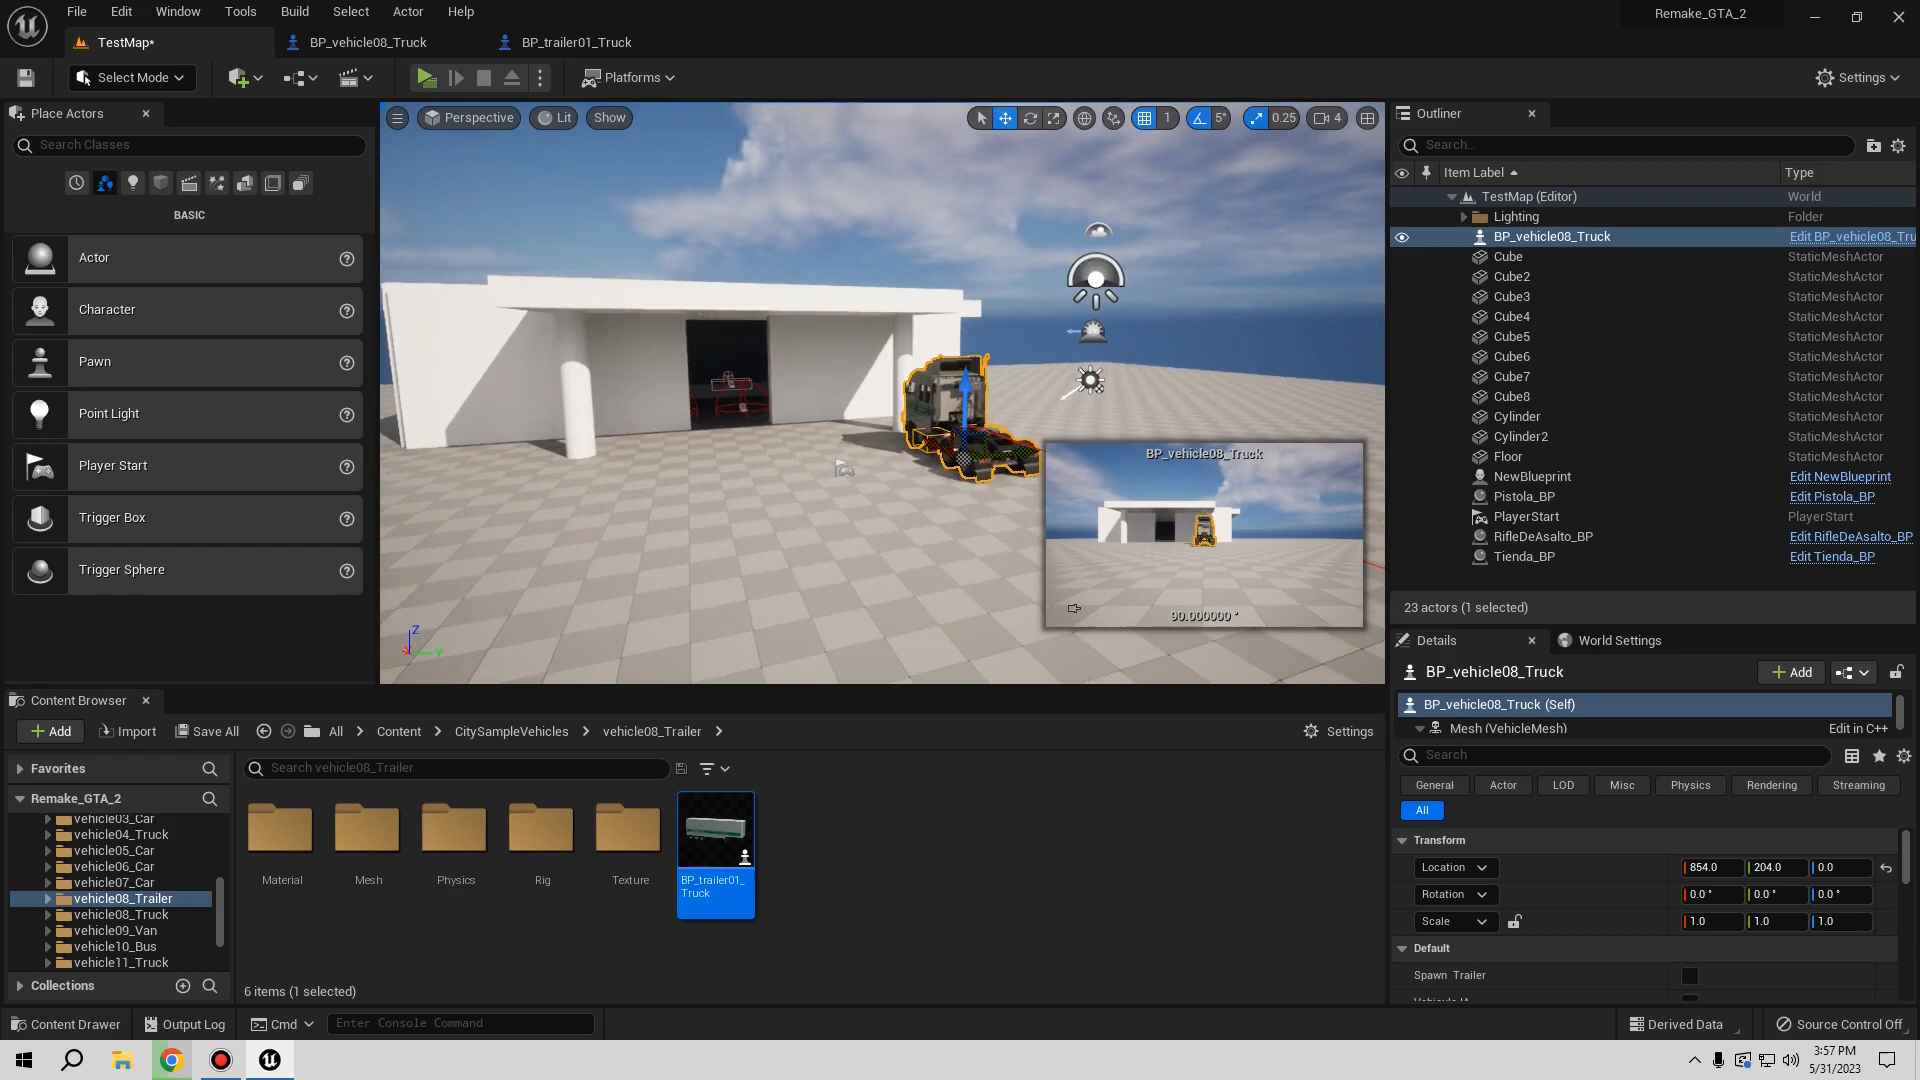 File Edit Window Tools Build Select Actor Help
Remake_GTA_2
TestMap*
BP_vehicle08_Truck
BP_trailer01_Truck
Select Mode
Platforms
Settings
Place Actors
Search Classes
BASIC
Actor
Character
Pawn
Point Light
Player Start
Trigger Box
Trigger Sphere
Perspective
Lit
Show
1
5°
0.25
4
BP_vehicle08_Truck
90.000000 °
Z
Y
Outliner
Search...
Item Label
Type
TestMap (Editor) World
Lighting Folder
BP_vehicle08_Truck Edit BP_vehicle08_Tru
Cube StaticMeshActor
Cube2 StaticMeshActor
Cube3 StaticMeshActor
Cube4 StaticMeshActor
Cube5 StaticMeshActor
Cube6 StaticMeshActor
Cube7 StaticMeshActor
Cube8 StaticMeshActor
Cylinder StaticMeshActor
Cylinder2 StaticMeshActor
Floor StaticMeshActor
NewBlueprint Edit NewBlueprint
Pistola_BP Edit Pistola_BP
PlayerStart PlayerStart
RifleDeAsalto_BP Edit RifleDeAsalto_BP
Tienda_BP Edit Tienda_BP
23 actors (1 selected)
Details
World Settings
BP_vehicle08_Truck
Add
BP_vehicle08_Truck (Self)
Mesh (VehicleMesh) Edit in C++
Search
General Actor LOD Misc Physics Rendering Streaming
All
Transform
Location 854.0 204.0 0.0
Rotation 0.0 ° 0.0 ° 0.0 °
Scale 1.0 1.0 1.0
Default
Spawn Trailer
Content Browser
Add Import Save All All Content CitySampleVehicles vehicle08_Trailer Settings
Favorites
Remake_GTA_2
vehicle03_Car
vehicle04_Truck
vehicle05_Car
vehicle06_Car
vehicle07_Car
vehicle08_Trailer
vehicle08_Truck
vehicle09_Van
vehicle10_Bus
vehicle11_Truck
Collections
Search vehicle08_Trailer
Material
Mesh
Physics
Rig
Texture
BP_trailer01_
Truck
6 items (1 selected)
Content Drawer
Output Log
Cmd
Enter Console Command
Derived Data
Source Control Off
3:57 PM
5/31/2023